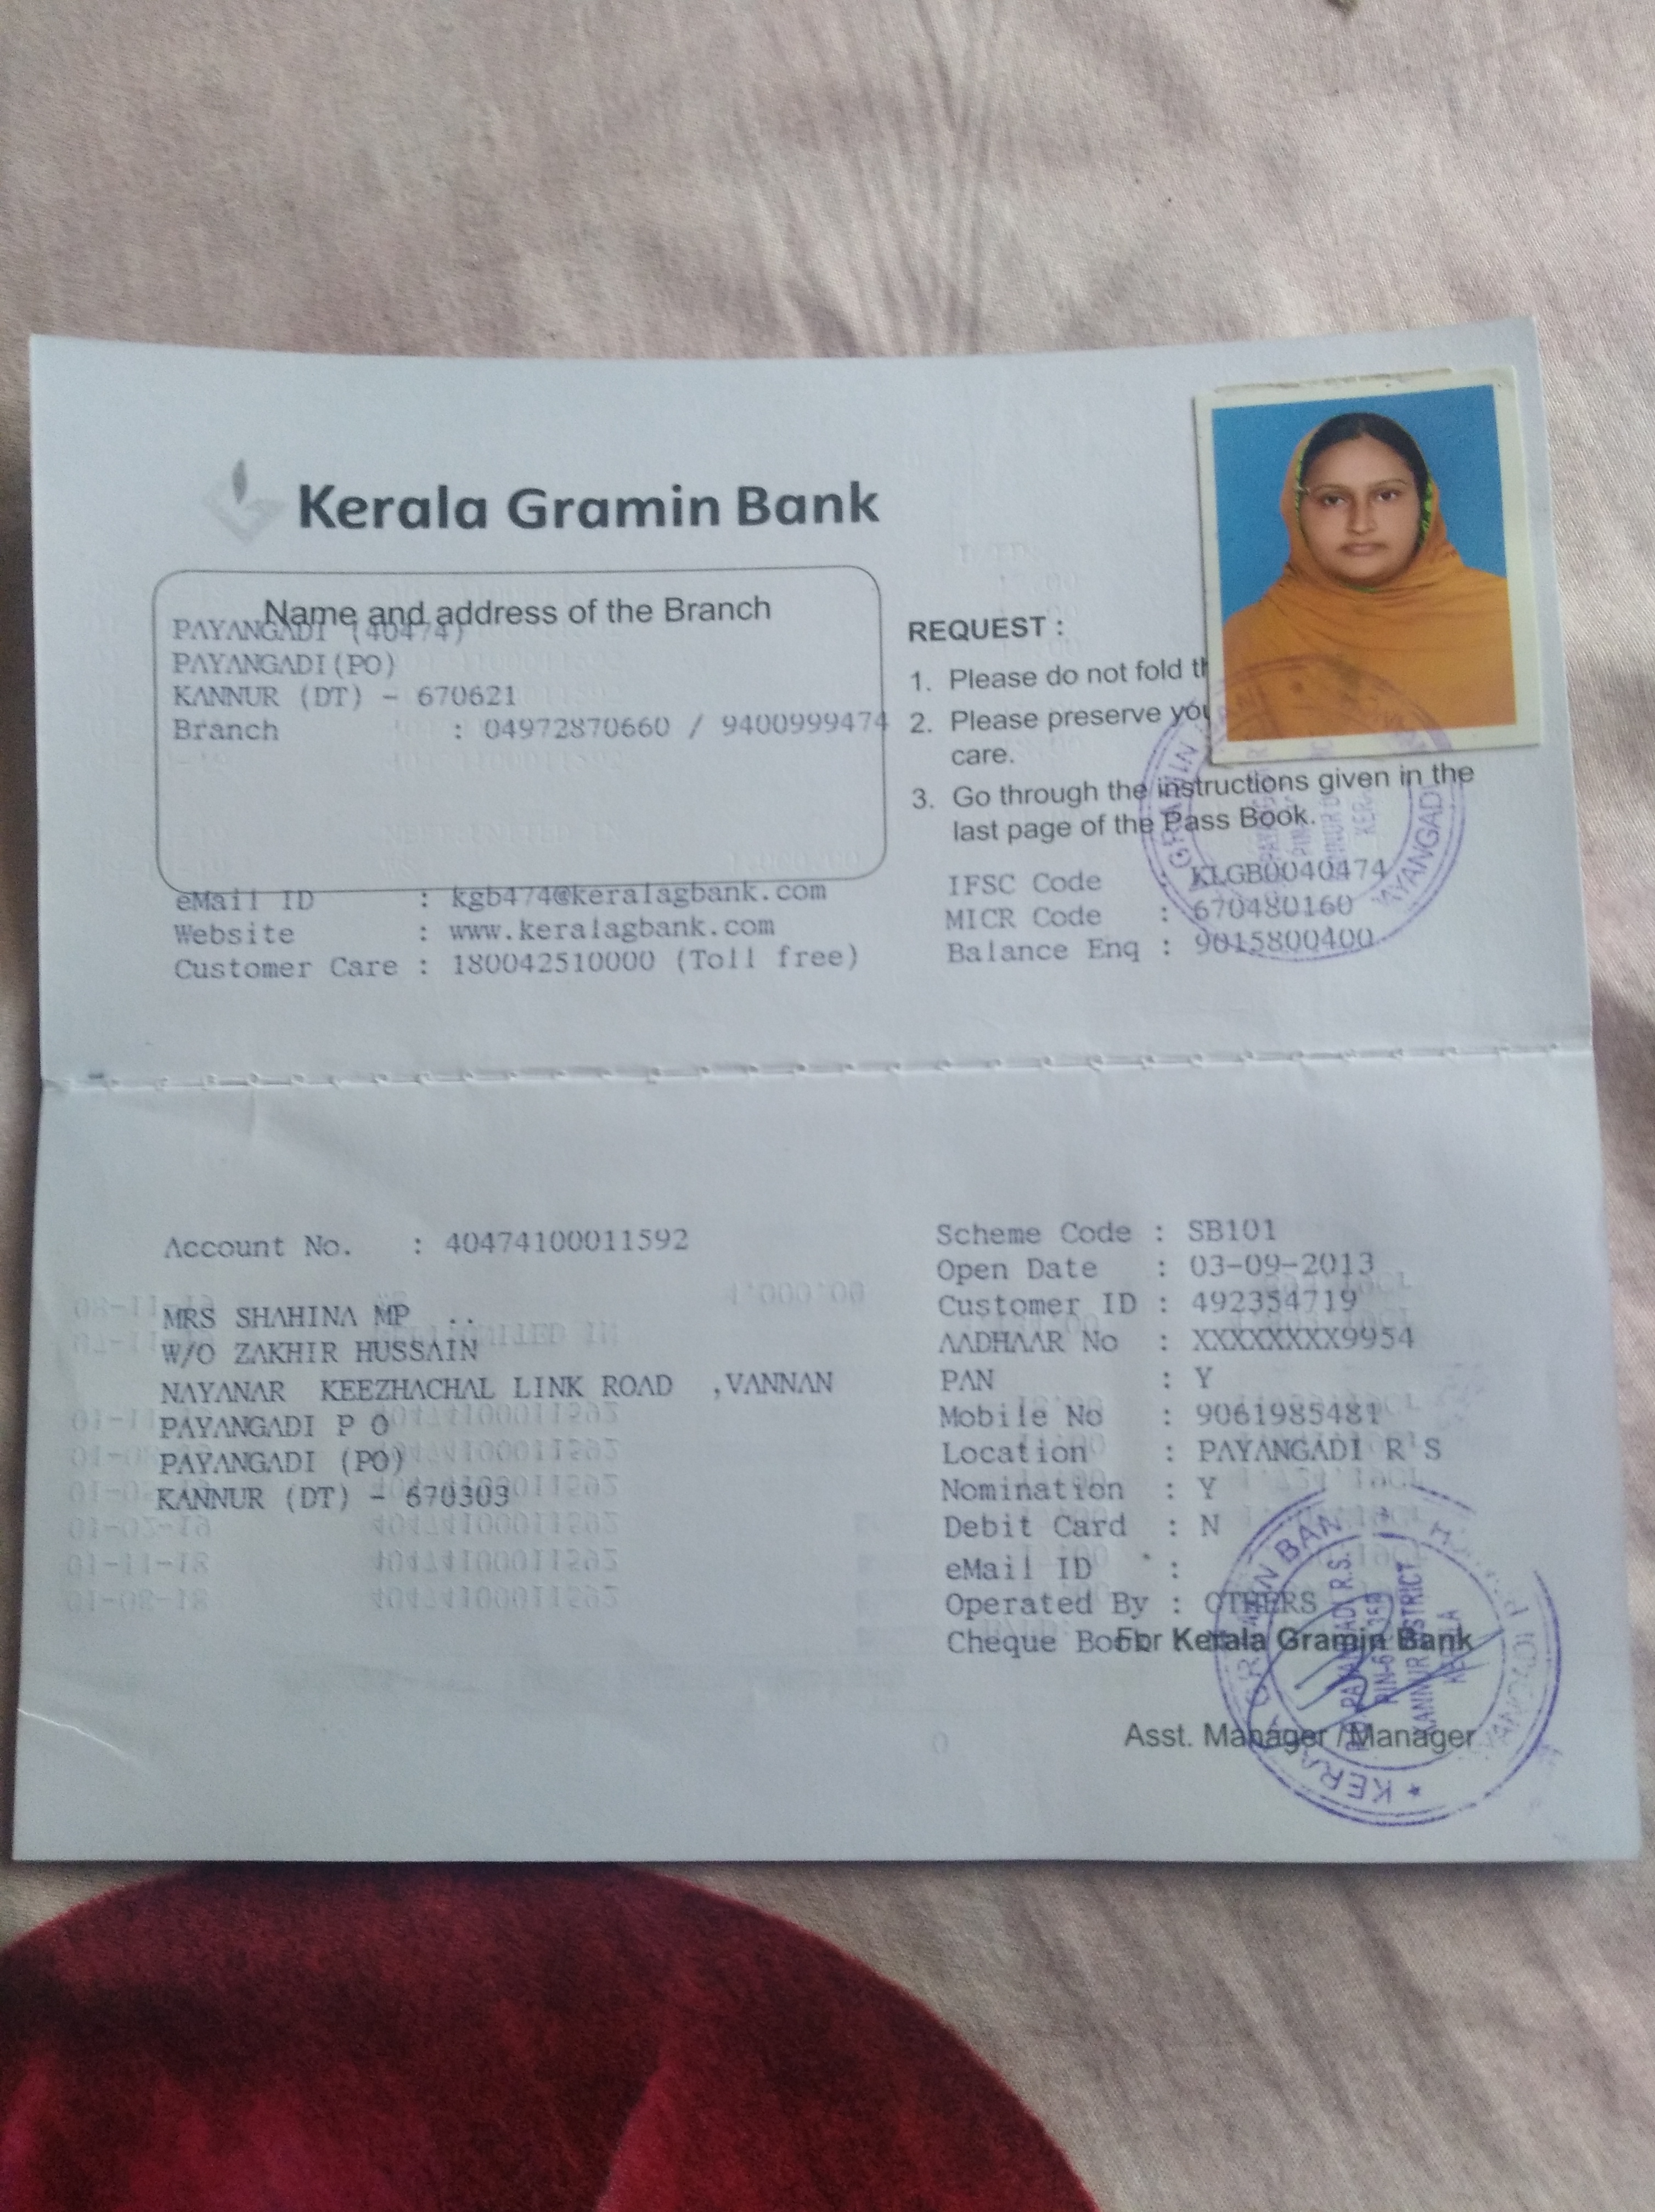 Kerala Gramin Bank
Name and address of the Branch
PAYANGADI (40474)
PAYANGADI(PO)
KANNUR (DT) - 670621
Branch : 04972870660 / 9400999474
eMail ID : kgb474@keralagbank.com
Website : www.keralagbank.com
Customer Care : 180042510000 (Toll free)
REQUEST :
1. Please do not fold
2. Please preserve
care.
3. Go through the instructions given in the
last page of the Pass Book.
IFSC Code : KLGB0040474
MICR Code : 670480160
Balance Enq : 9015800400
GRAMIN
PAYANGADI
Account No. : 40474100011592
MRS SHAHINA MP ..
W/O ZAKHIR HUSSAIN
NAYANAR KEEZHACHAL LINK ROAD ,VANNAN
PAYANGADI P O
PAYANGADI (PO)
KANNUR (DT) - 670303
Scheme Code : SB101
Open Date : 03-09-2013
Customer ID : 492354719
AADHAAR No : XXXXXXXX9954
PAN : Y
Mobile No : 9061985481
Location : PAYANGADI R S
Nomination : Y
Debit Card : N
eMail ID :
Operated By : OTHERS
Cheque Book :
For Kerala Gramin Bank
Asst. Manager / Manager
KERALA GRAMIN BANK
PAYANGADI R.S.
KANNUR DISTRICT
KERALA